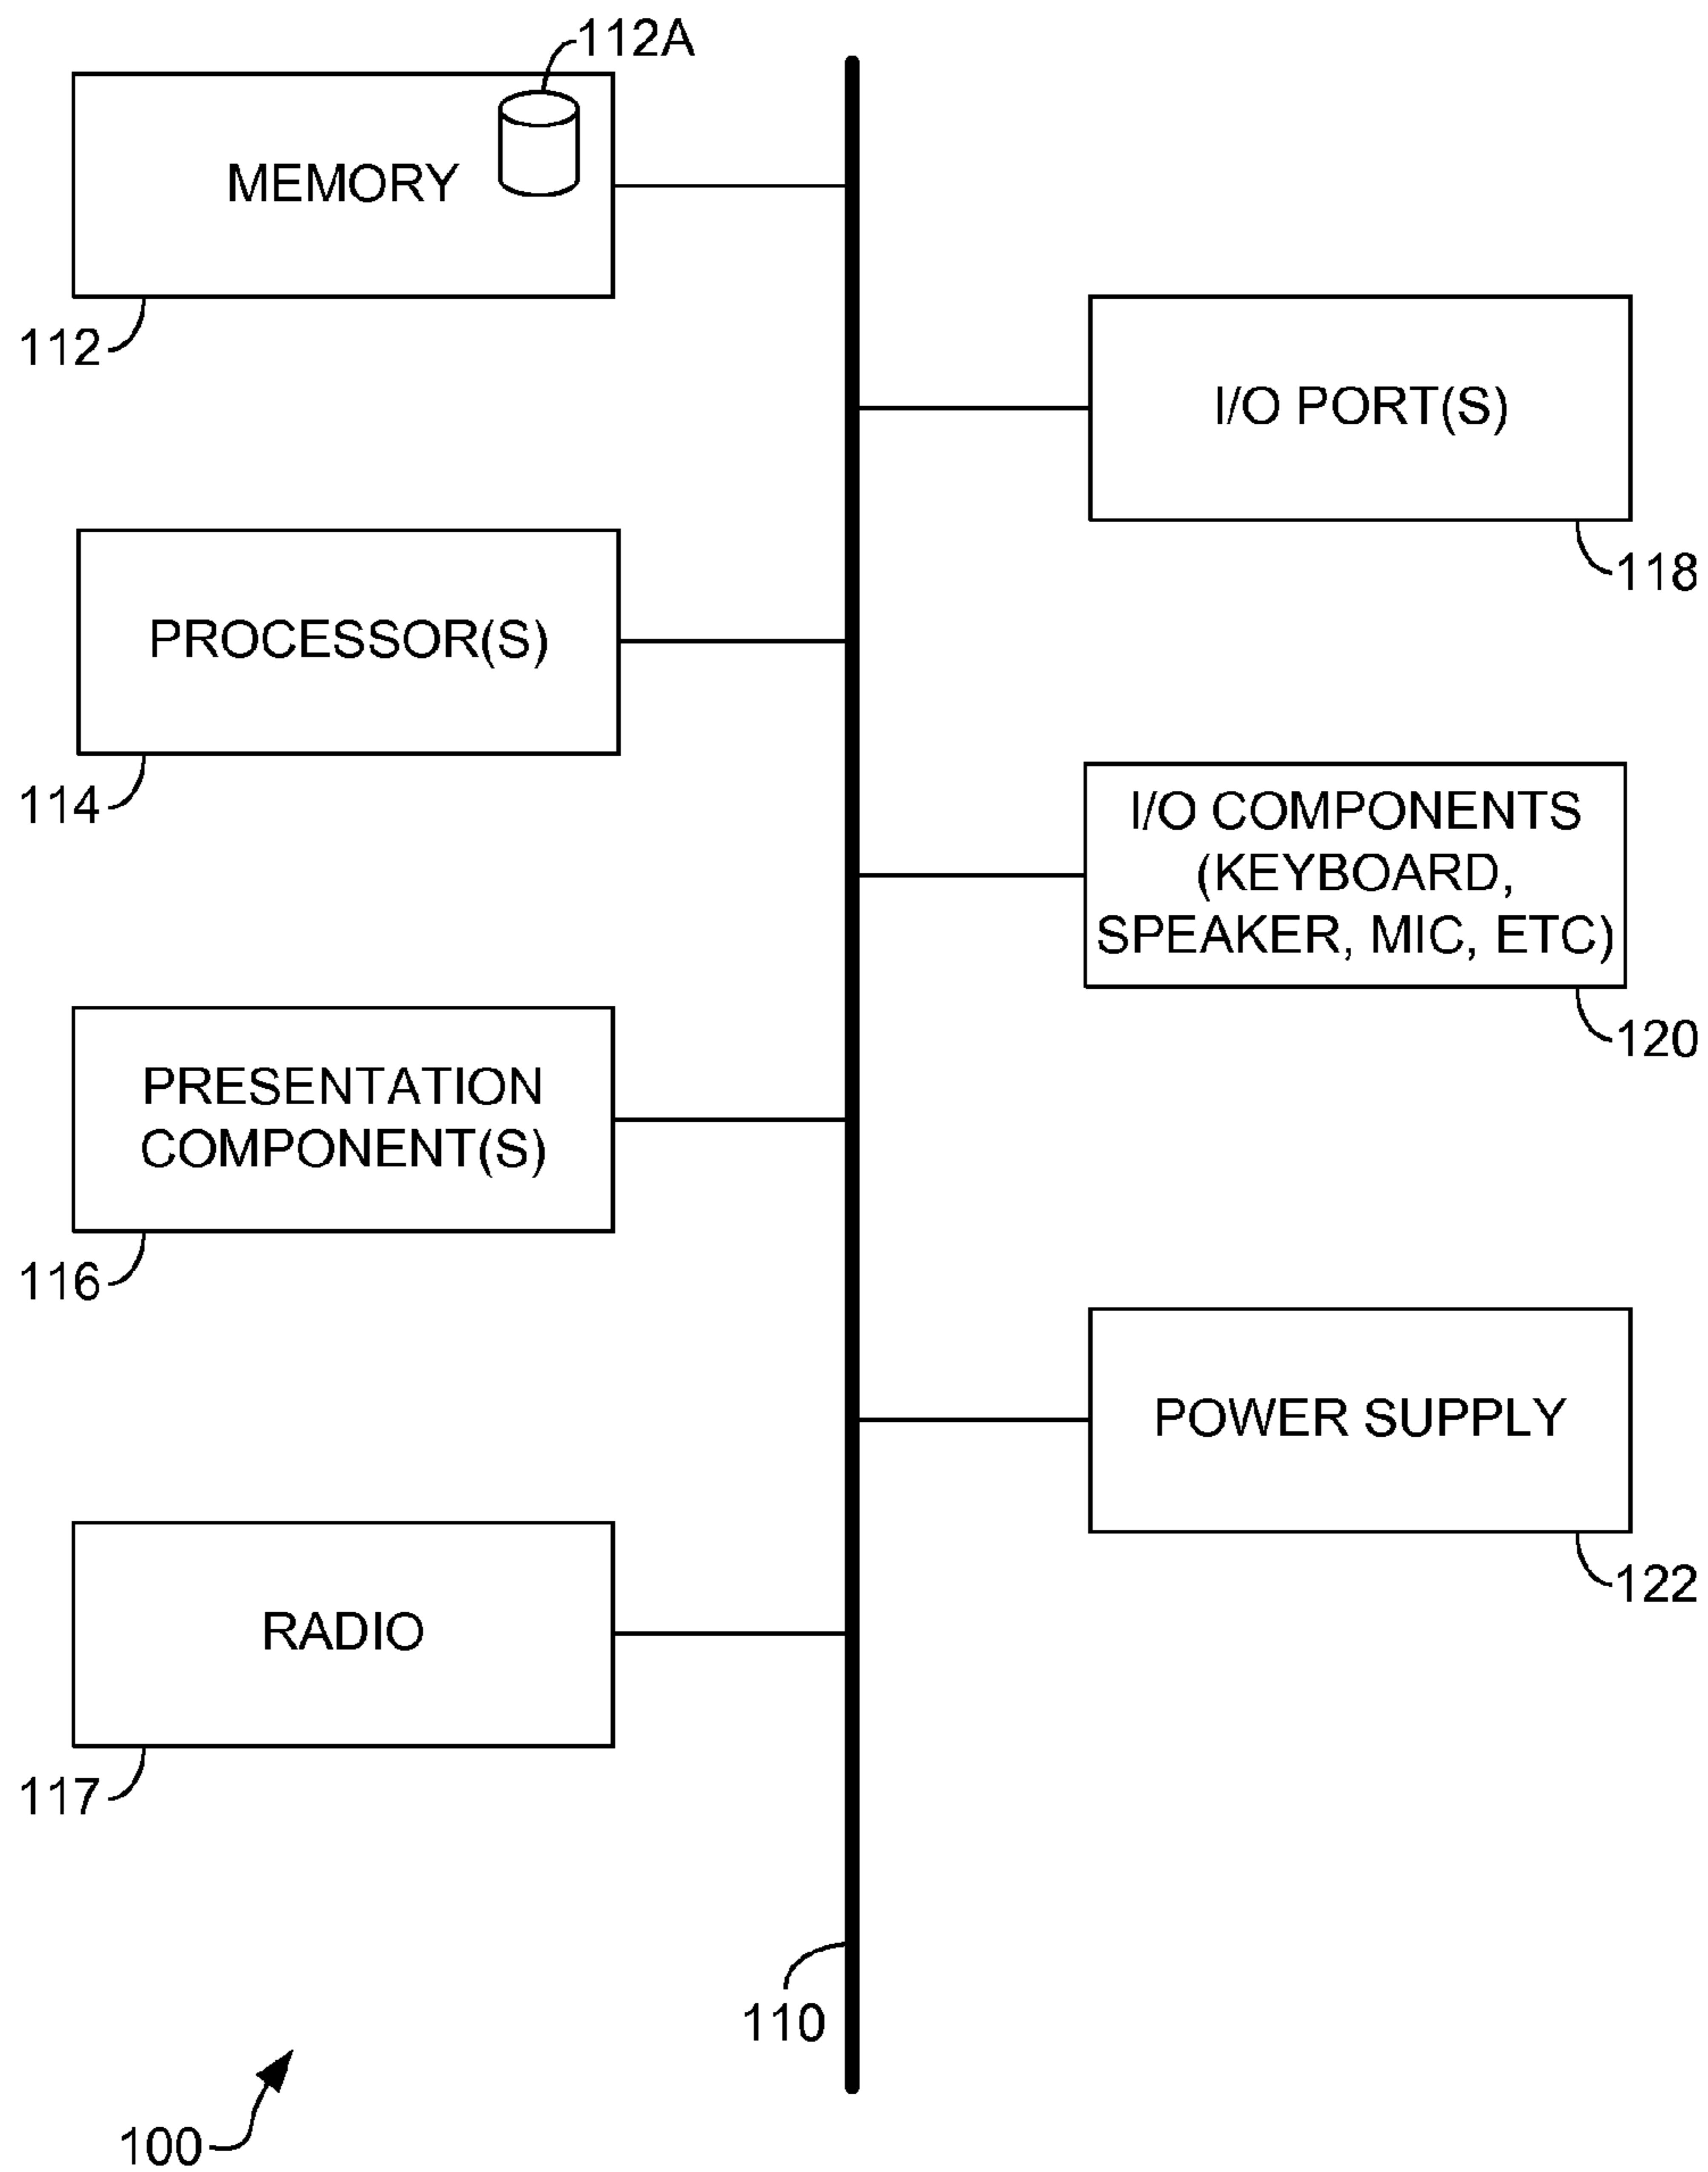 112A
MEMORY
112
I/O PORT(S)
118
PROCESSOR(S)
114
I/O COMPONENTS
(KEYBOARD,
SPEAKER, MIC, ETC)
120
PRESENTATION
COMPONENT(S)
116
POWER SUPPLY
122
RADIO
117
110
100